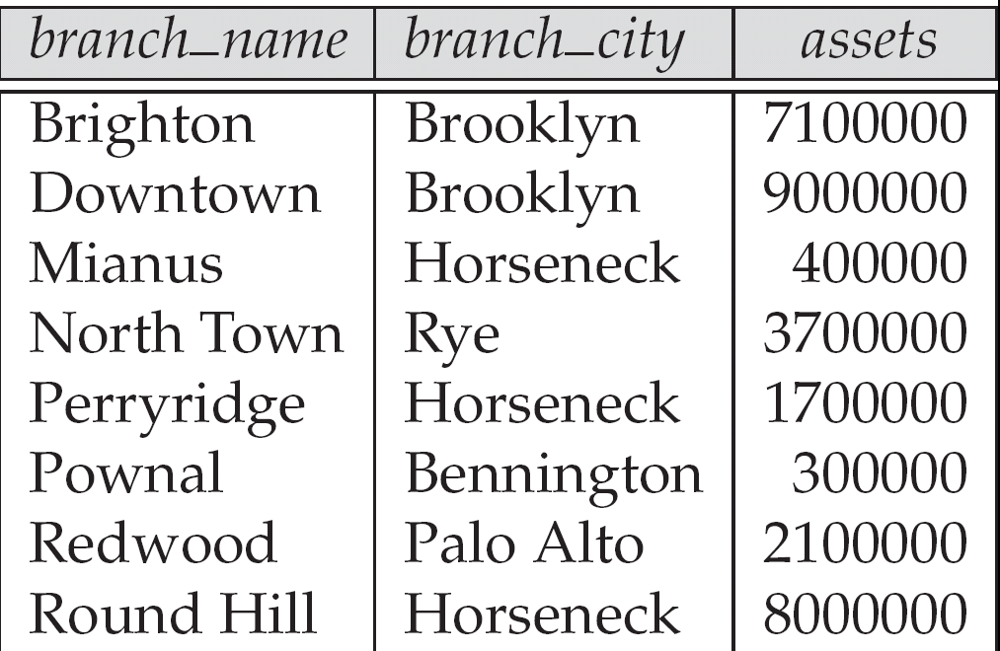 branch_name branch_city assets
Brighton Brooklyn 7100000
Downtown Brooklyn 9000000
Mianus Horseneck 400000
North Town Rye 3700000
Perryridge Horseneck 1700000
Pownal Bennington 300000
Redwood Palo Alto 2100000
Round Hill Horseneck 8000000